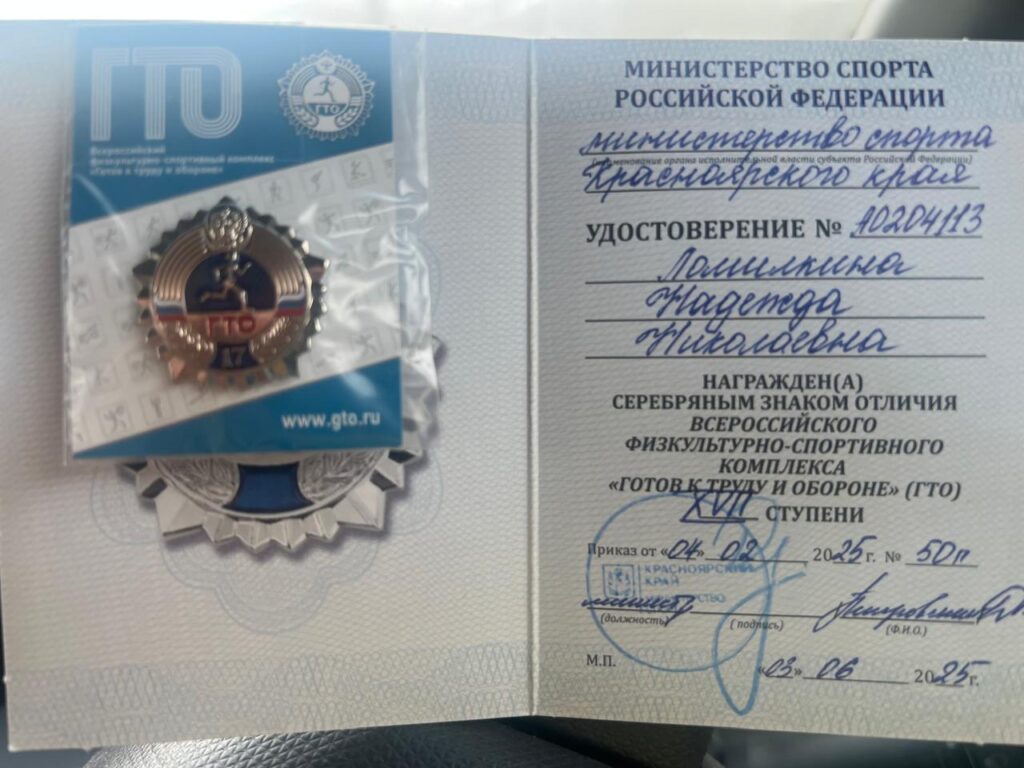 ГТО
Всероссийский
физкультурно-спортивный комплекс
«Готов к труду и обороне»
ГТО
ГТО
17
www.gto.ru
МИНИСТЕРСТВО СПОРТА
РОССИЙСКОЙ ФЕДЕРАЦИИ
министерство спорта
(наименование органа исполнительной власти субъекта Российской Федерации)
Красноярского края
УДОСТОВЕРЕНИЕ № 10204113
Ломилкина
Надежда
Николаевна
НАГРАЖДЕН(А)
СЕРЕБРЯНЫМ ЗНАКОМ ОТЛИЧИЯ
ВСЕРОССИЙСКОГО
ФИЗКУЛЬТУРНО-СПОРТИВНОГО
КОМПЛЕКСА
«ГОТОВ К ТРУДУ И ОБОРОНЕ» (ГТО)
XVII СТУПЕНИ
Приказ от «04» 02 2025 г. № 50п
КРАСНОЯРСКИЙ
КРАЙ
министр
(должность) (подпись) (Ф.И.О.)
М.П. «03» 06 2025 г.